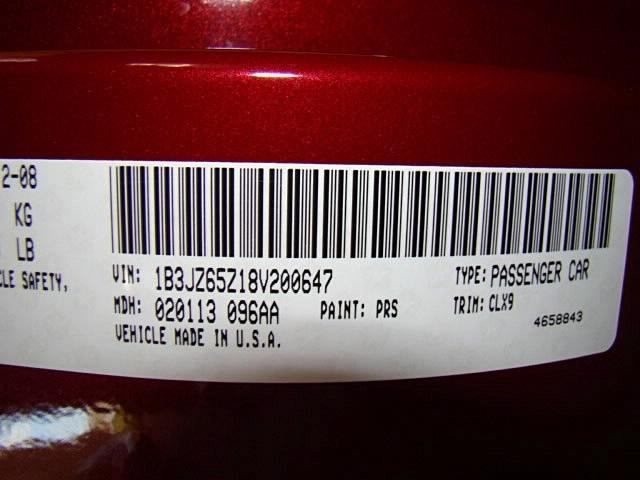 2-08
KG
LB
CLE SAFETY,
VIN: 1B3JZ65Z18V200647 TYPE: PASSENGER CAR
MDH: 020113 096AA PAINT: PRS TRIM: CLX9
VEHICLE MADE IN U.S.A. 4658843